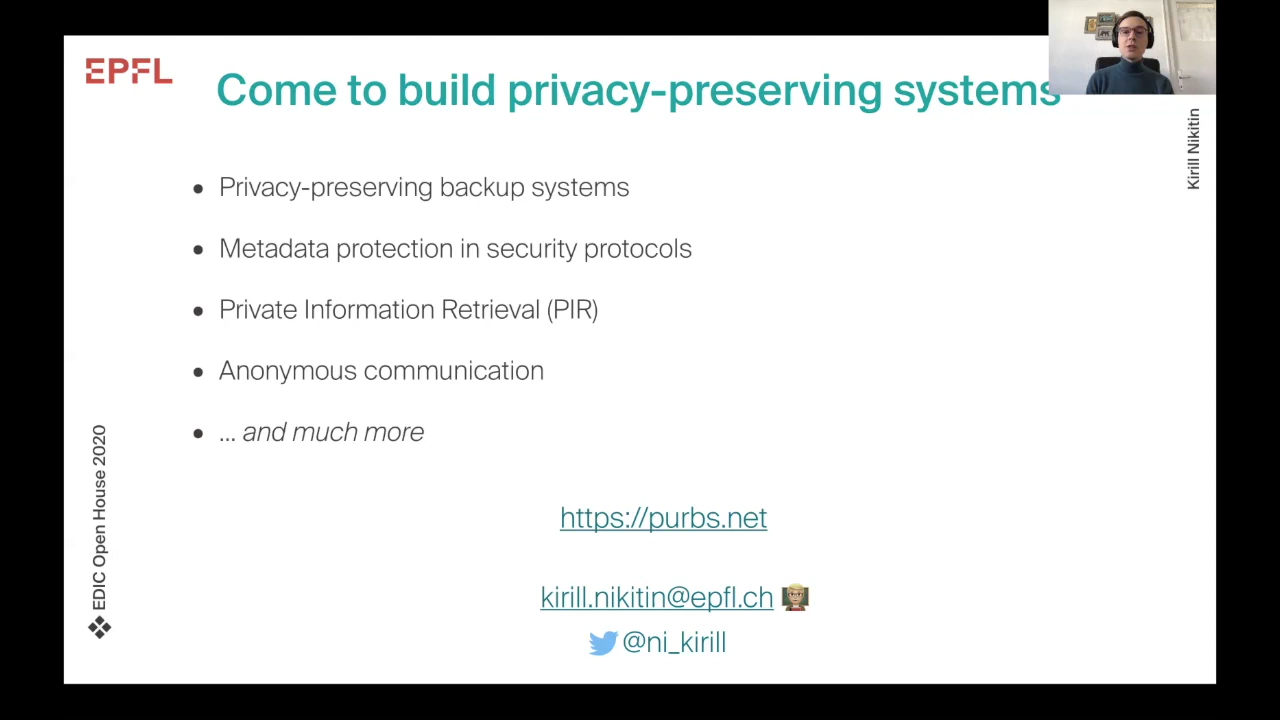 EPFL
Come to build privacy-preserving systems
Kirill Nikitin
• Privacy-preserving backup systems
• Metadata protection in security protocols
• Private Information Retrieval (PIR)
• Anonymous communication
• ... and much more
EDIC Open House 2020
https://purbs.net
kirill.nikitin@epfl.ch
@ni_kirill